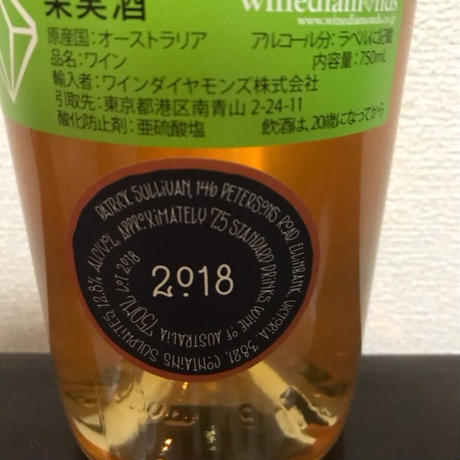 果実酒
winediamonds
www.winediamonds.co.jp
原産国：オーストラリア アルコール分：ラベルに記載
品名：ワイン 内容量：750mL
輸入者：ワインダイヤモンズ株式会社
引取先：東京都港区南青山 2-24-11
酸化防止剤：亜硫酸塩 飲酒は、20歳になってから
PATRICK SULLIVAN, 146 PETERSONS ROAD, ELLINBANK, VICTORIA 3821, CONTAINS SULPHITES 12.8% ALC/VOL,
APPROXIMATELY 7.5 STANDARD DRINKS, WINE OF AUSTRALIA 750ML LOT 2018
2018